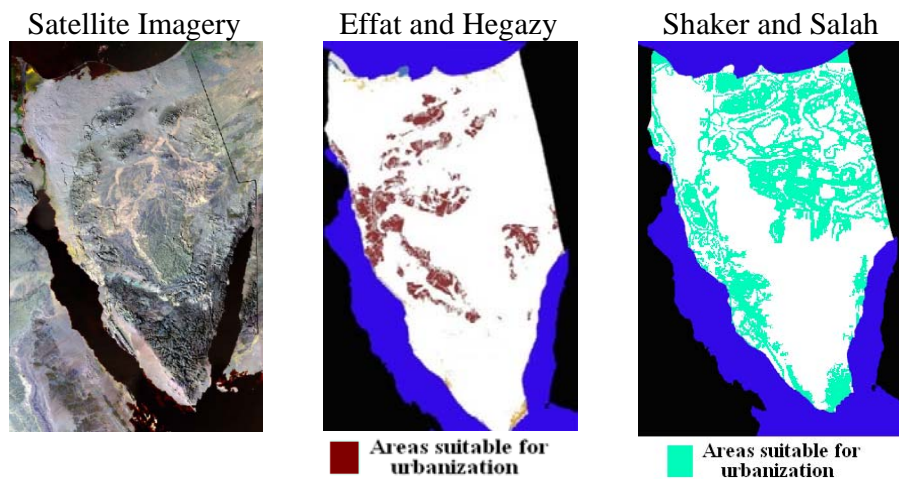 Satellite Imagery
Effat and Hegazy
Shaker and Salah
Areas suitable for
urbanization
Areas suitable for
urbanization